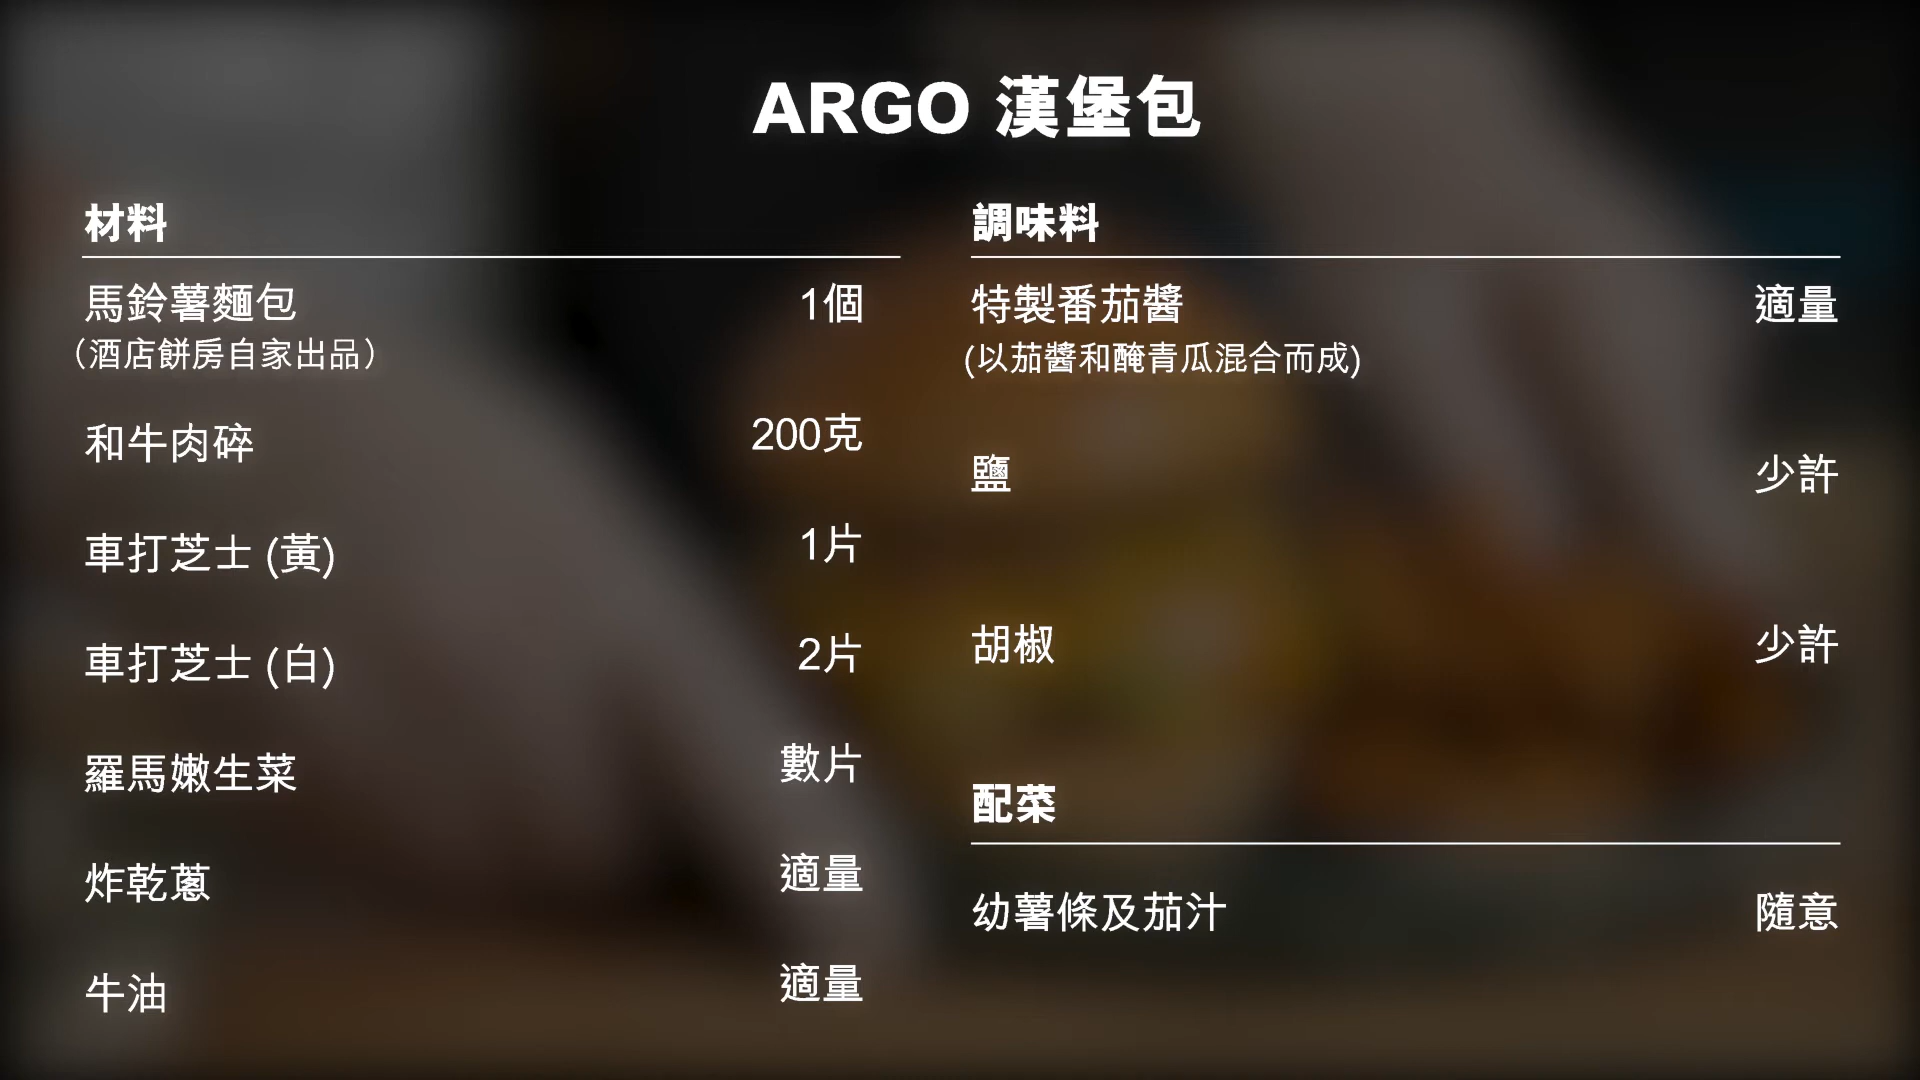 ARGO 漢堡包
材料
馬鈴薯麵包 1個
（酒店餅房自家出品）
和牛肉碎 200克
車打芝士 (黃) 1片
車打芝士 (白) 2片
羅馬嫩生菜 數片
炸乾蔥 適量
牛油 適量
調味料
特製番茄醬 適量
(以茄醬和醃青瓜混合而成)
鹽 少許
胡椒 少許
配菜
幼薯條及茄汁 隨意